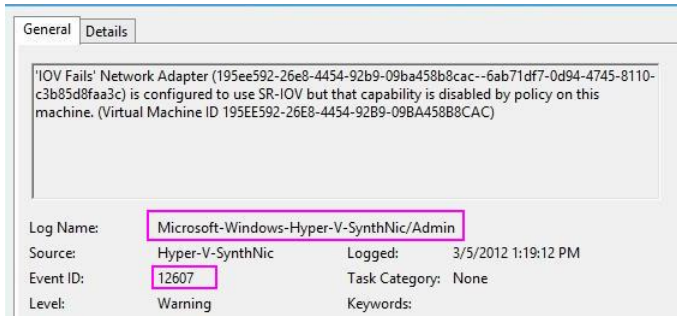 General Details
'IOV Fails' Network Adapter (195ee592-26e8-4454-92b9-09ba458b8cac--6ab71df7-0d94-4745-8110-
c3b85d8faa3c) is configured to use SR-IOV but that capability is disabled by policy on this
machine. (Virtual Machine ID 195EE592-26E8-4454-92B9-09BA458B8CAC)
Log Name: Microsoft-Windows-Hyper-V-SynthNic/Admin
Source: Hyper-V-SynthNic Logged: 3/5/2012 1:19:12 PM
Event ID: 12607 Task Category: None
Level: Warning Keywords: